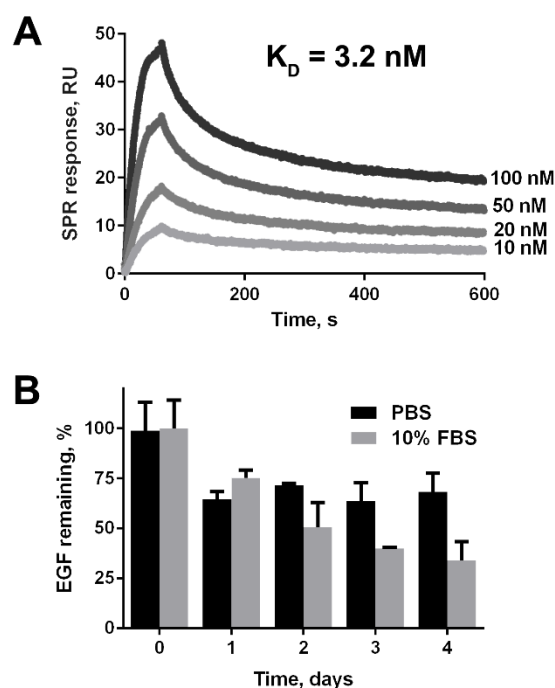 A
K_D = 3.2 nM
SPR response, RU
50
40
30
20
10
0
100 nM
50 nM
20 nM
10 nM
0 200 400 600
Time, s
B
PBS
10% FBS
EGF remaining, %
100
75
50
25
0
0 1 2 3 4
Time, days